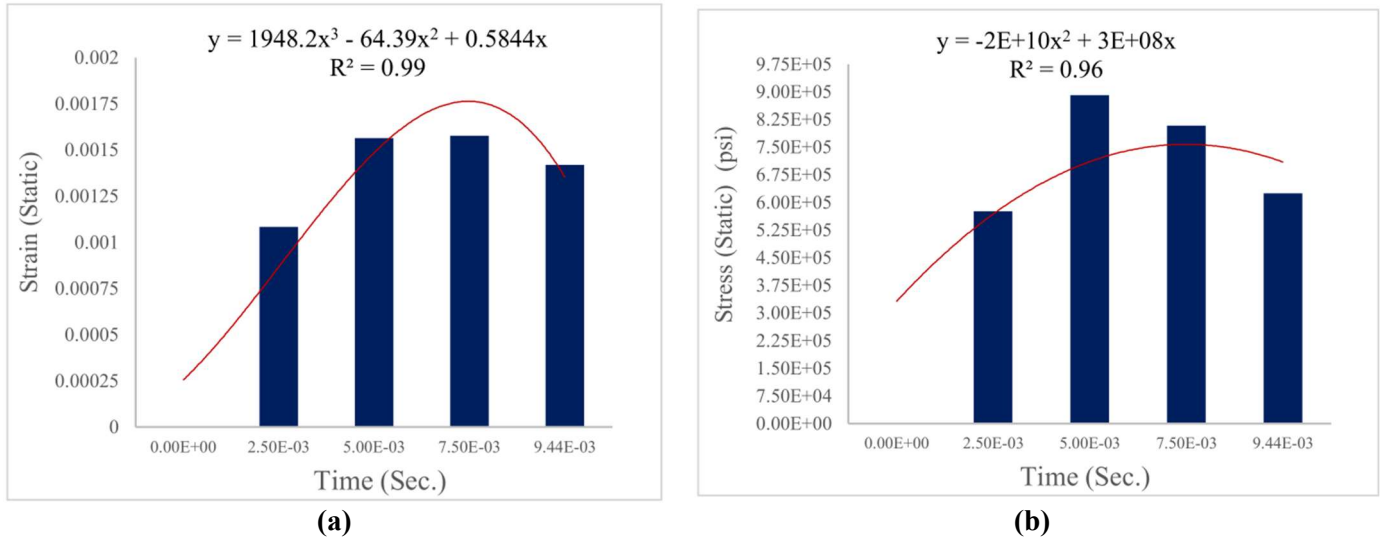 y = 1948.2x³ - 64.39x² + 0.5844x
R² = 0.99
0.002
0.00175
0.0015
0.00125
0.001
0.00075
0.0005
0.00025
0
Strain (Static)
0.00E+00 2.50E-03 5.00E-03 7.50E-03 9.44E-03
Time (Sec.)
(a)
y = -2E+10x² + 3E+08x
R² = 0.96
9.75E+05
9.00E+05
8.25E+05
7.50E+05
6.75E+05
6.00E+05
5.25E+05
4.50E+05
3.75E+05
3.00E+05
2.25E+05
1.50E+05
7.50E+04
0.00E+00
Stress (Static) (psi)
0.00E+00 2.50E-03 5.00E-03 7.50E-03 9.44E-03
Time (Sec.)
(b)